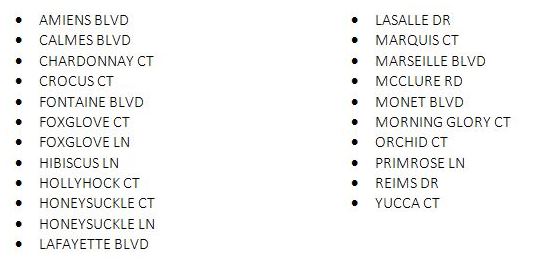 AMIENS BLVD
CALMES BLVD
CHARDONNAY CT
CROCUS CT
FONTAINE BLVD
FOXGLOVE CT
FOXGLOVE LN
HIBISCUS LN
HOLLYHOCK CT
HONEYSUCKLE CT
HONEYSUCKLE LN
LAFAYETTE BLVD
LASALLE DR
MARQUIS CT
MARSEILLE BLVD
MCCLURE RD
MONET BLVD
MORNING GLORY CT
ORCHID CT
PRIMROSE LN
REIMS DR
YUCCA CT